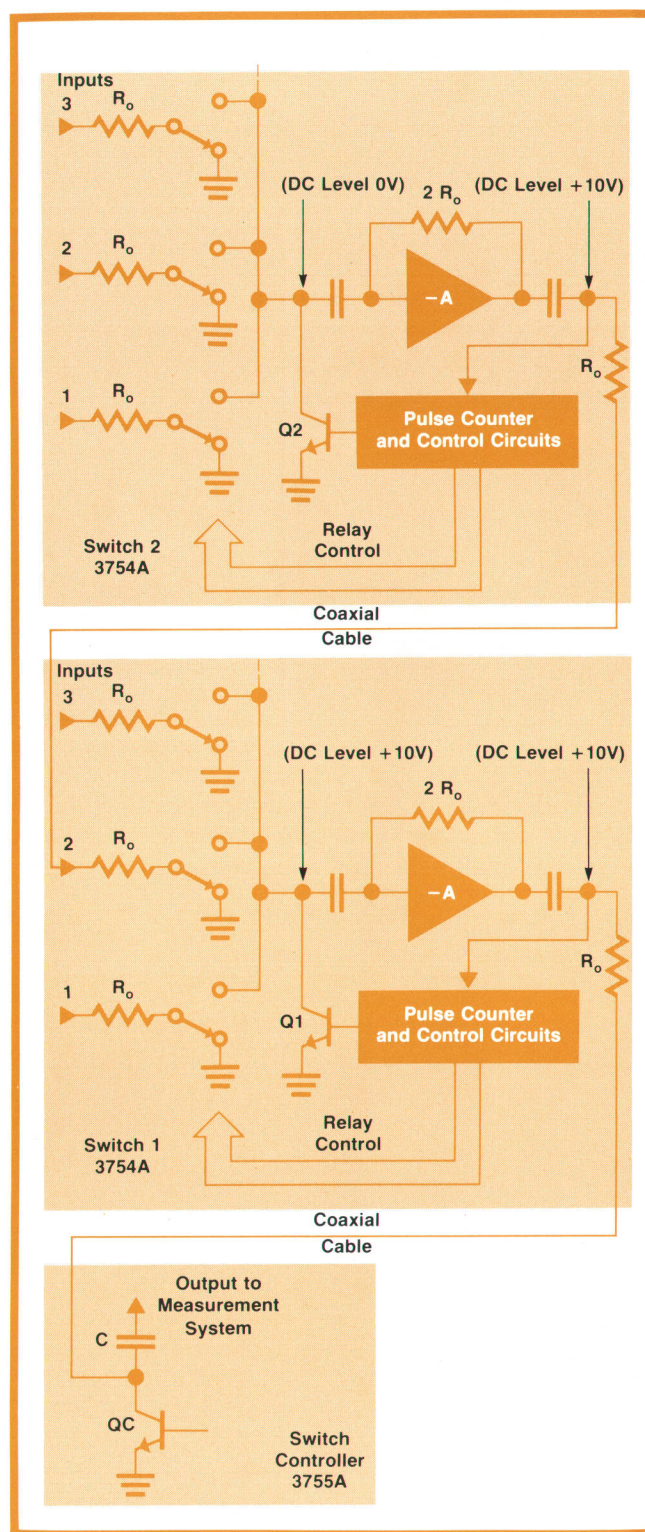 Inputs
3
Ro
2
Ro
1
Ro
(DC Level 0V)
(DC Level +10V)
2 Ro
–A
Ro
Q2
Pulse Counter
and Control Circuits
Relay
Control
Switch 2
3754A
Coaxial
Cable
Inputs
3
Ro
2
Ro
1
Ro
(DC Level +10V)
(DC Level +10V)
2 Ro
–A
Ro
Q1
Pulse Counter
and Control Circuits
Relay
Control
Switch 1
3754A
Coaxial
Cable
Output to
Measurement
System
C
QC
Switch
Controller
3755A